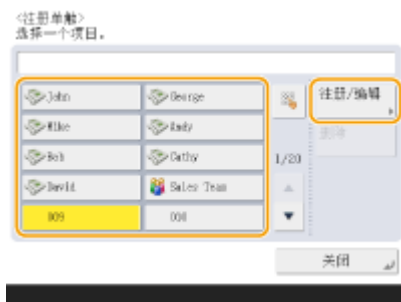 <注册单触>
选择一个项目。
John
George
注册/编辑
Mike
Andy
删除
Bob
Cathy
1/20
David
Sales Team
009
010
关闭